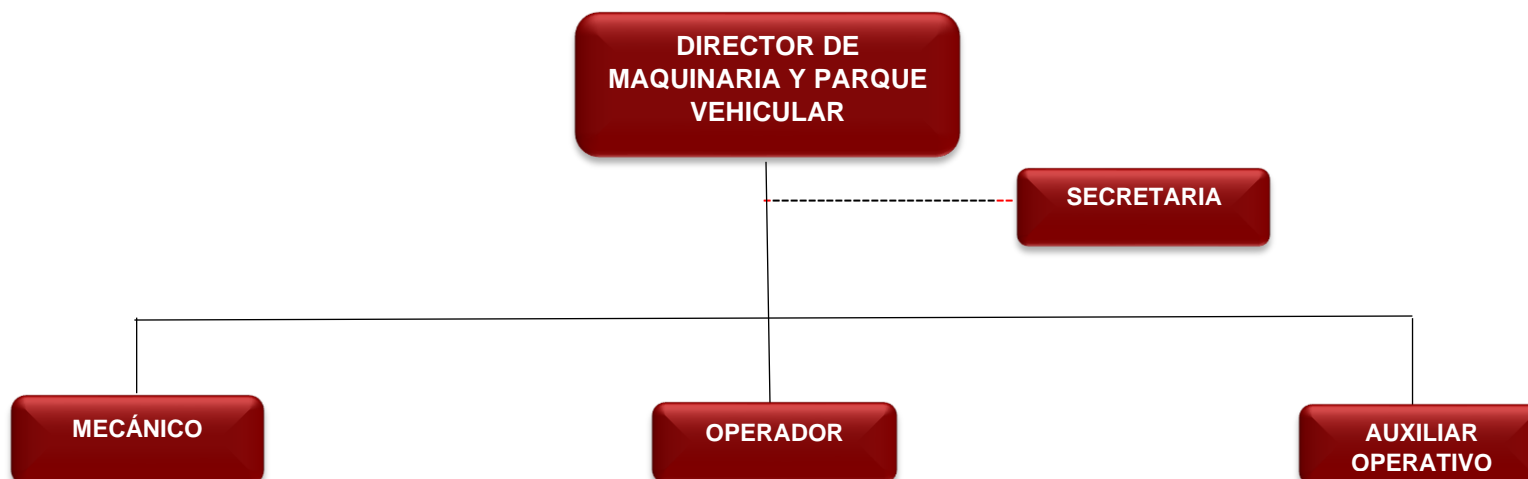 DIRECTOR DE
MAQUINARIA Y PARQUE
VEHICULAR
SECRETARIA
MECÁNICO
OPERADOR
AUXILIAR
OPERATIVO